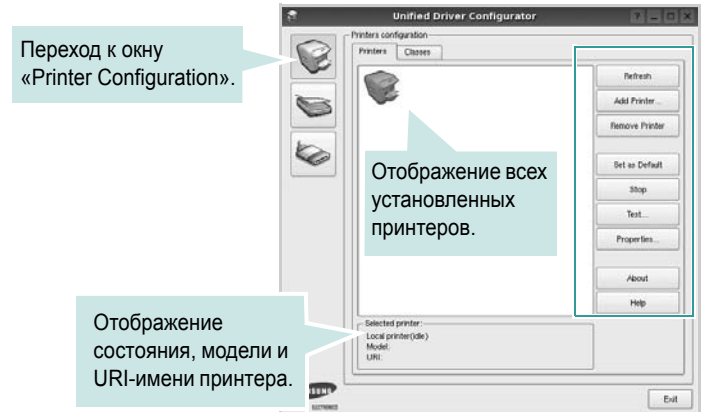 Unified Driver Configurator
Переход к окну
«Printer Configuration».
Printers configuration
Printers
Classes
Refresh
Add Printer...
Remove Printer
Set as Default
Stop
Test...
Properties...
About
Help
Отображение всех
установленных
принтеров.
Отображение
состояния, модели и
URI-имени принтера.
Selected printer:
Local printer(idle)
Model:
URI:
ELECTRONICS
Exit